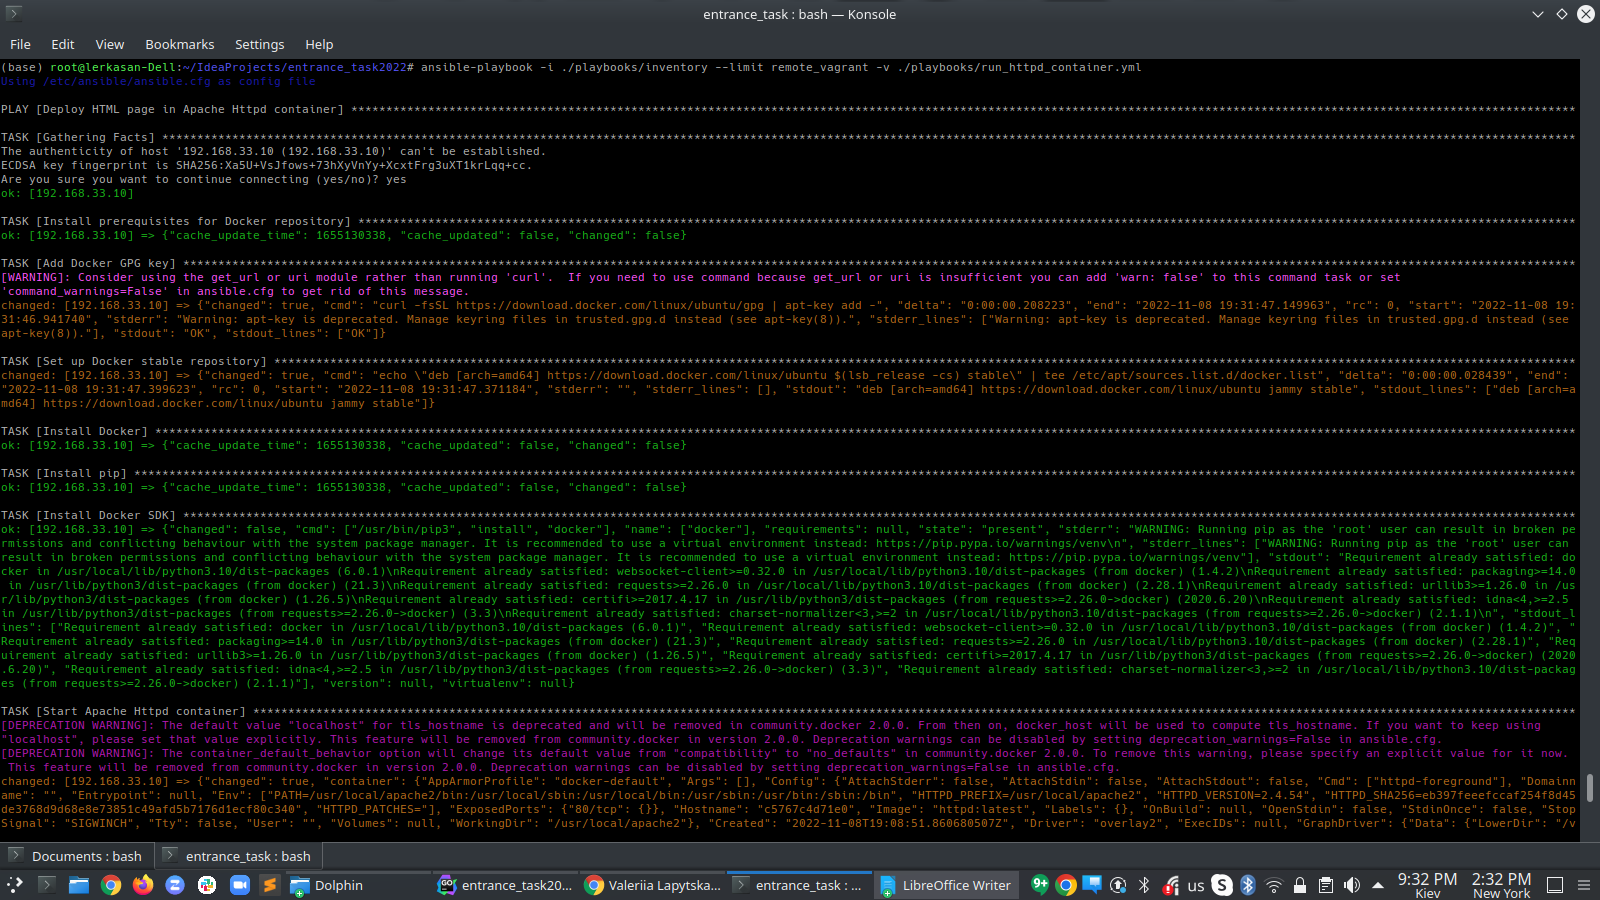 entrance_task : bash — Konsole
File Edit View Bookmarks Settings Help
(base) root@lerkasan-Dell:~/IdeaProjects/entrance_task2022# ansible-playbook -i ./playbooks/inventory --limit remote_vagrant -v ./playbooks/run_httpd_container.yml
Using /etc/ansible/ansible.cfg as config file
PLAY [Deploy HTML page in Apache Httpd container] ***
TASK [Gathering Facts] ***
The authenticity of host '192.168.33.10 (192.168.33.10)' can't be established.
ECDSA key fingerprint is SHA256:Xa5U+VsJfows+73hXyVnYy+XcxtFrg3uXT1krLqq+cc.
Are you sure you want to continue connecting (yes/no)? yes
ok: [192.168.33.10]
TASK [Install prerequisites for Docker repository] ***
ok: [192.168.33.10] => {"cache_update_time": 1655130338, "cache_updated": false, "changed": false}
TASK [Add Docker GPG key] ***
[WARNING]: Consider using the get_url or uri module rather than running 'curl'.  If you need to use command because get_url or uri is insufficient you can add 'warn: false' to this command task or set
'command_warnings=False' in ansible.cfg to get rid of this message.
changed: [192.168.33.10] => {"changed": true, "cmd": "curl -fsSL https://download.docker.com/linux/ubuntu/gpg | apt-key add -", "delta": "0:00:00.208223", "end": "2022-11-08 19:31:47.149963", "rc": 0, "start": "2022-11-08 19:
31:46.941740", "stderr": "Warning: apt-key is deprecated. Manage keyring files in trusted.gpg.d instead (see apt-key(8)).", "stderr_lines": ["Warning: apt-key is deprecated. Manage keyring files in trusted.gpg.d instead (see
apt-key(8))."], "stdout": "OK", "stdout_lines": ["OK"]}
TASK [Set up Docker stable repository] ***
changed: [192.168.33.10] => {"changed": true, "cmd": "echo \"deb [arch=amd64] https://download.docker.com/linux/ubuntu $(lsb_release -cs) stable\" | tee /etc/apt/sources.list.d/docker.list", "delta": "0:00:00.028439", "end":
"2022-11-08 19:31:47.399623", "rc": 0, "start": "2022-11-08 19:31:47.371184", "stderr": "", "stderr_lines": [], "stdout": "deb [arch=amd64] https://download.docker.com/linux/ubuntu jammy stable", "stdout_lines": ["deb [arch=a
md64] https://download.docker.com/linux/ubuntu jammy stable"]}
TASK [Install Docker] ***
ok: [192.168.33.10] => {"cache_update_time": 1655130338, "cache_updated": false, "changed": false}
TASK [Install pip] ***
ok: [192.168.33.10] => {"cache_update_time": 1655130338, "cache_updated": false, "changed": false}
TASK [Install Docker SDK] ***
ok: [192.168.33.10] => {"changed": false, "cmd": ["/usr/bin/pip3", "install", "docker"], "name": ["docker"], "requirements": null, "state": "present", "stderr": "WARNING: Running pip as the 'root' user can result in broken pe
rmissions and conflicting behaviour with the system package manager. It is recommended to use a virtual environment instead: https://pip.pypa.io/warnings/venv\n", "stderr_lines": ["WARNING: Running pip as the 'root' user can
result in broken permissions and conflicting behaviour with the system package manager. It is recommended to use a virtual environment instead: https://pip.pypa.io/warnings/venv"], "stdout": "Requirement already satisfied: do
cker in /usr/local/lib/python3.10/dist-packages (6.0.1)\nRequirement already satisfied: websocket-client>=0.32.0 in /usr/local/lib/python3.10/dist-packages (from docker) (1.4.2)\nRequirement already satisfied: packaging>=14.0
in /usr/lib/python3/dist-packages (from docker) (21.3)\nRequirement already satisfied: requests>=2.26.0 in /usr/local/lib/python3.10/dist-packages (from docker) (2.28.1)\nRequirement already satisfied: urllib3>=1.26.0 in /us
r/lib/python3/dist-packages (from docker) (1.26.5)\nRequirement already satisfied: certifi>=2017.4.17 in /usr/lib/python3/dist-packages (from requests>=2.26.0->docker) (2020.6.20)\nRequirement already satisfied: idna<4,>=2.5
in /usr/lib/python3/dist-packages (from requests>=2.26.0->docker) (3.3)\nRequirement already satisfied: charset-normalizer<3,>=2 in /usr/local/lib/python3.10/dist-packages (from requests>=2.26.0->docker) (2.1.1)\n", "stdout_l
ines": ["Requirement already satisfied: docker in /usr/local/lib/python3.10/dist-packages (6.0.1)", "Requirement already satisfied: websocket-client>=0.32.0 in /usr/local/lib/python3.10/dist-packages (from docker) (1.4.2)", "
Requirement already satisfied: packaging>=14.0 in /usr/lib/python3/dist-packages (from docker) (21.3)", "Requirement already satisfied: requests>=2.26.0 in /usr/local/lib/python3.10/dist-packages (from docker) (2.28.1)", "Req
uirement already satisfied: urllib3>=1.26.0 in /usr/lib/python3/dist-packages (from docker) (1.26.5)", "Requirement already satisfied: certifi>=2017.4.17 in /usr/lib/python3/dist-packages (from requests>=2.26.0->docker) (2020
.6.20)", "Requirement already satisfied: idna<4,>=2.5 in /usr/lib/python3/dist-packages (from requests>=2.26.0->docker) (3.3)", "Requirement already satisfied: charset-normalizer<3,>=2 in /usr/local/lib/python3.10/dist-packag
es (from requests>=2.26.0->docker) (2.1.1)"], "version": null, "virtualenv": null}
TASK [Start Apache Httpd container] ***
[DEPRECATION WARNING]: The default value "localhost" for tls_hostname is deprecated and will be removed in community.docker 2.0.0. From then on, docker_host will be used to compute tls_hostname. If you want to keep using
"localhost", please set that value explicitly. This feature will be removed from community.docker in version 2.0.0. Deprecation warnings can be disabled by setting deprecation_warnings=False in ansible.cfg.
[DEPRECATION WARNING]: The container_default_behavior option will change its default value from "compatibility" to "no_defaults" in community.docker 2.0.0. To remove this warning, please specify an explicit value for it now.
This feature will be removed from community.docker in version 2.0.0. Deprecation warnings can be disabled by setting deprecation_warnings=False in ansible.cfg.
changed: [192.168.33.10] => {"changed": true, "container": {"AppArmorProfile": "docker-default", "Args": [], "Config": {"AttachStderr": false, "AttachStdin": false, "AttachStdout": false, "Cmd": ["httpd-foreground"], "Domainn
ame": "", "Entrypoint": null, "Env": ["PATH=/usr/local/apache2/bin:/usr/local/sbin:/usr/local/bin:/usr/sbin:/usr/bin:/sbin:/bin", "HTTPD_PREFIX=/usr/local/apache2", "HTTPD_VERSION=2.4.54", "HTTPD_SHA256=eb397feeefccaf254f8d45
de3768d9d68e8e73851c49afd5b7176d1ecf80c340", "HTTPD_PATCHES="], "ExposedPorts": {"80/tcp": {}}, "Hostname": "c5767c4d71e0", "Image": "httpd:latest", "Labels": {}, "OnBuild": null, "OpenStdin": false, "StdinOnce": false, "Stop
Signal": "SIGWINCH", "Tty": false, "User": "", "Volumes": null, "WorkingDir": "/usr/local/apache2"}, "Created": "2022-11-08T19:08:51.860680507Z", "Driver": "overlay2", "ExecIDs": null, "GraphDriver": {"Data": {"LowerDir": "/v
Documents : bash entrance_task : bash
Dolphin entrance_task20... Valeriia Lapytska... entrance_task : ... LibreOffice Writer 9+ us 9:32 PM 2:32 PM
Kiev New York